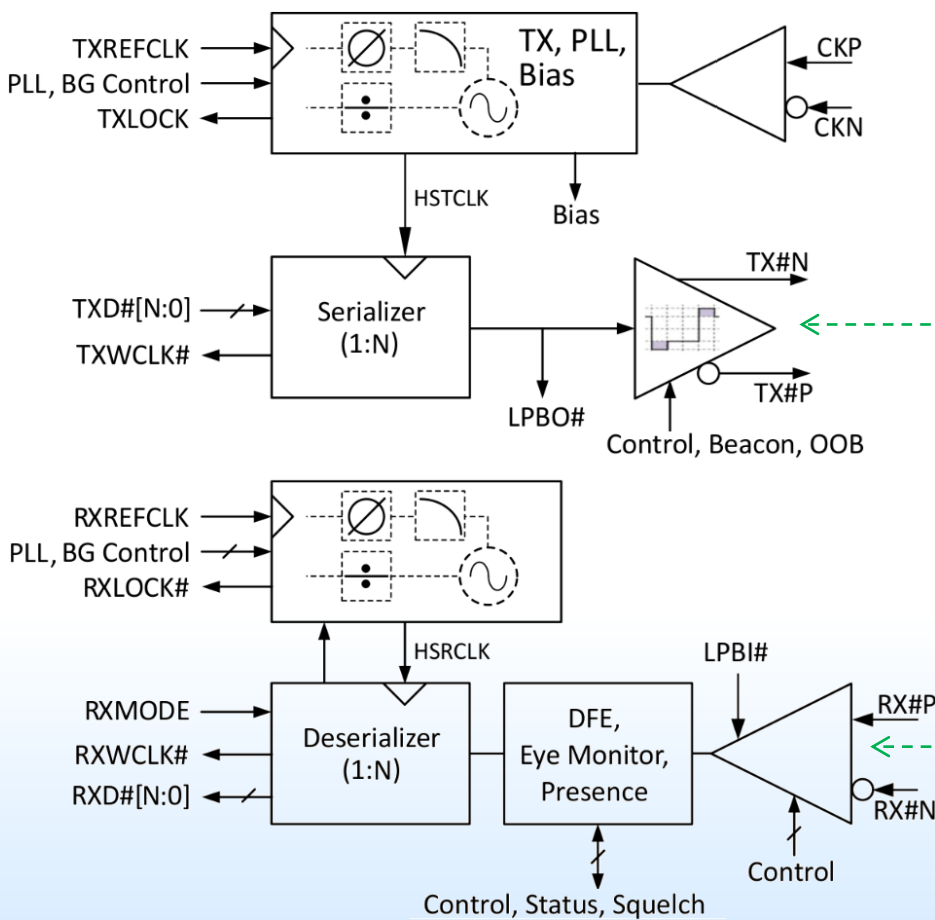 TXREFCLK
PLL, BG Control
TXLOCK
TX, PLL,
Bias
CKP
CKN
HSTCLK
Bias
TXD#[N:0]
TXWCLK#
Serializer
(1:N)
LPBO#
TX#N
TX#P
Control, Beacon, OOB
RXREFCLK
PLL, BG Control
RXLOCK#
HSRCLK
RXMODE
RXWCLK#
RXD#[N:0]
Deserializer
(1:N)
DFE,
Eye Monitor,
Presence
LPBI#
RX#P
RX#N
Control
Control, Status, Squelch